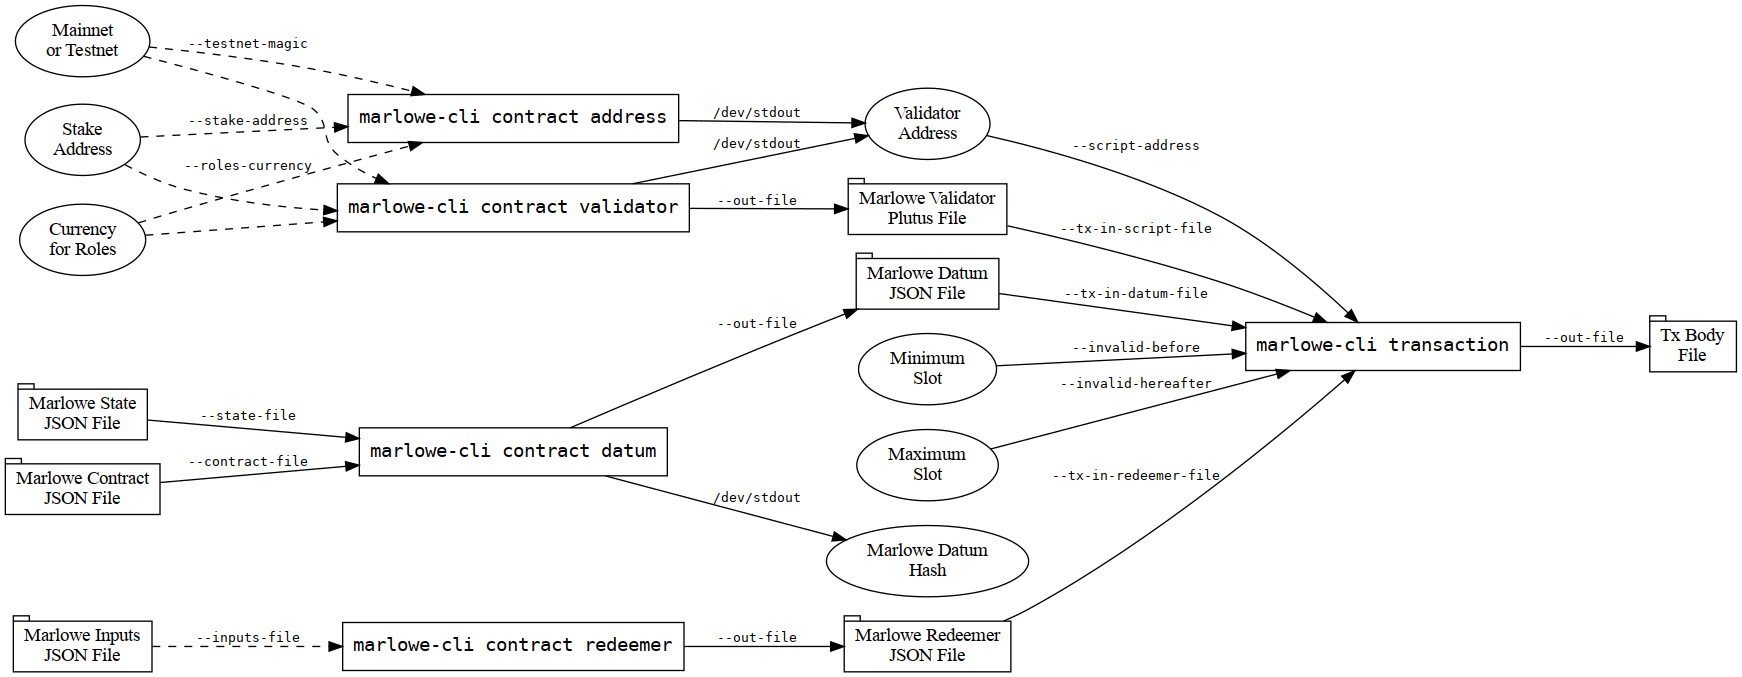 Mainnet
or Testnet
--testnet-magic
Stake
Address
--stake-address
Currency
for Roles
--roles-currency
marlowe-cli contract address
/dev/stdout
marlowe-cli contract validator
/dev/stdout
--out-file
Validator
Address
--script-address
Marlowe Validator
Plutus File
--tx-in-script-file
Marlowe State
JSON File
--state-file
Marlowe Contract
JSON File
--contract-file
marlowe-cli contract datum
--out-file
/dev/stdout
Marlowe Datum
JSON File
--tx-in-datum-file
Minimum
Slot
--invalid-before
Maximum
Slot
--invalid-hereafter
Marlowe Datum
Hash
Marlowe Inputs
JSON File
--inputs-file
marlowe-cli contract redeemer
--out-file
Marlowe Redeemer
JSON File
--tx-in-redeemer-file
marlowe-cli transaction
--out-file
Tx Body
File